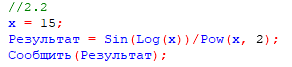 //2.2
x = 15;
Результат = Sin(Log(x))/Pow(x, 2);
Сообщить(Результат);